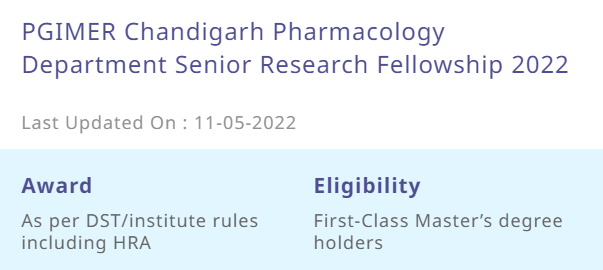 PGIMER Chandigarh Pharmacology
Department Senior Research Fellowship 2022
Last Updated On : 11-05-2022
Award
As per DST/institute rules
including HRA
Eligibility
First-Class Master’s degree
holders